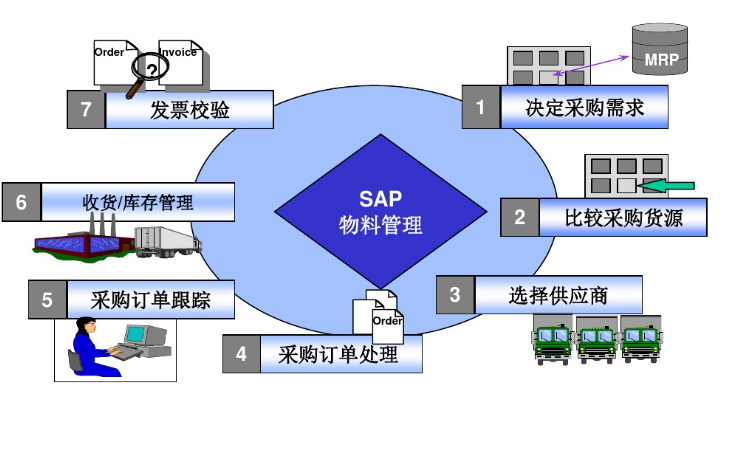 Order
Invoice
?
MRP
7
发票校验
1
决定采购需求
6
收货/库存管理
SAP
物料管理
2
比较采购货源
5
采购订单跟踪
3
选择供应商
Order
4
采购订单处理